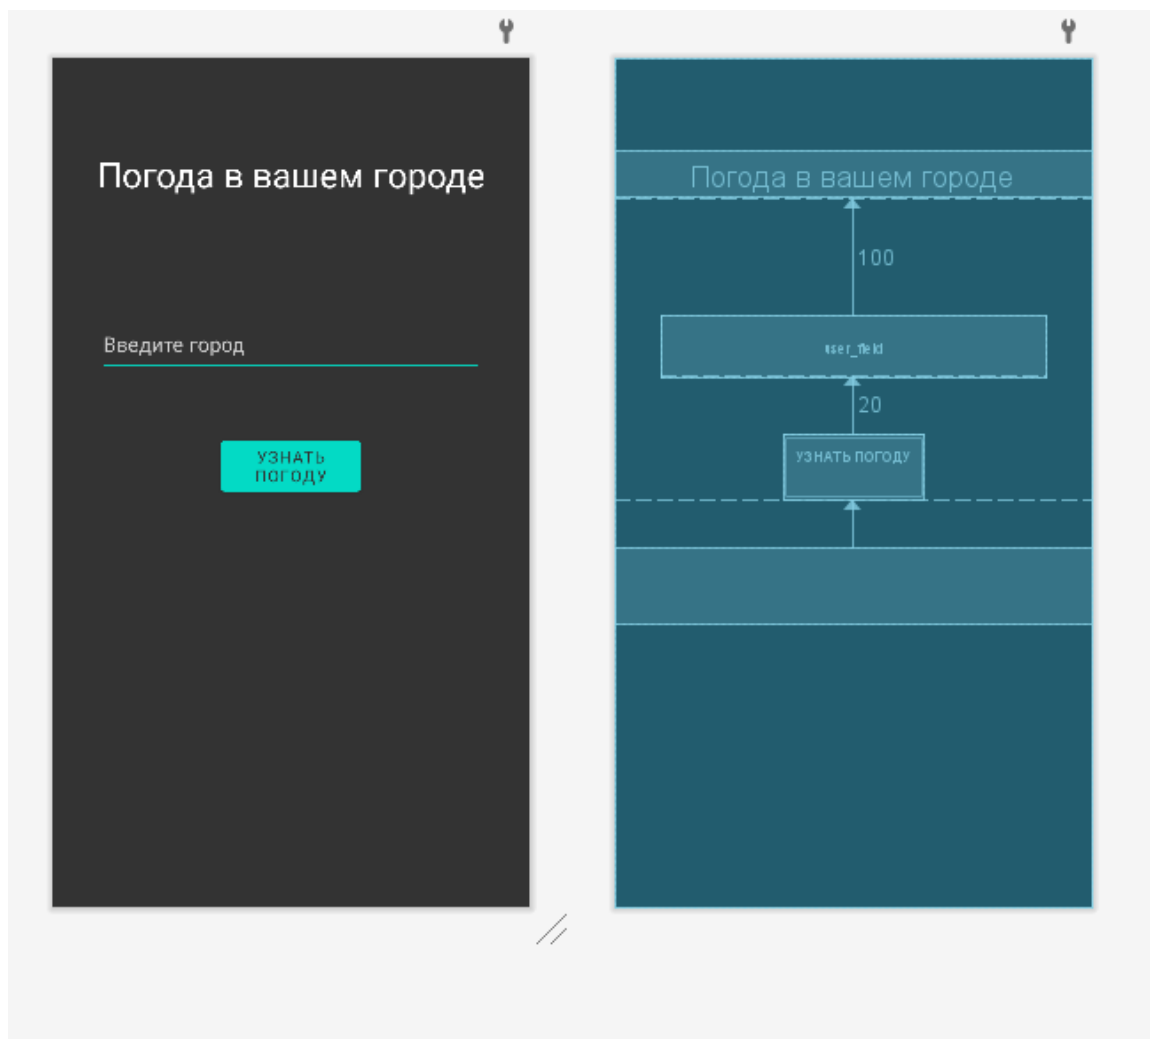 Погода в вашем городе
Введите город
УЗНАТЬ
ПОГОДУ
Погода в вашем городе
100
user_field
20
УЗНАТЬ ПОГОДУ